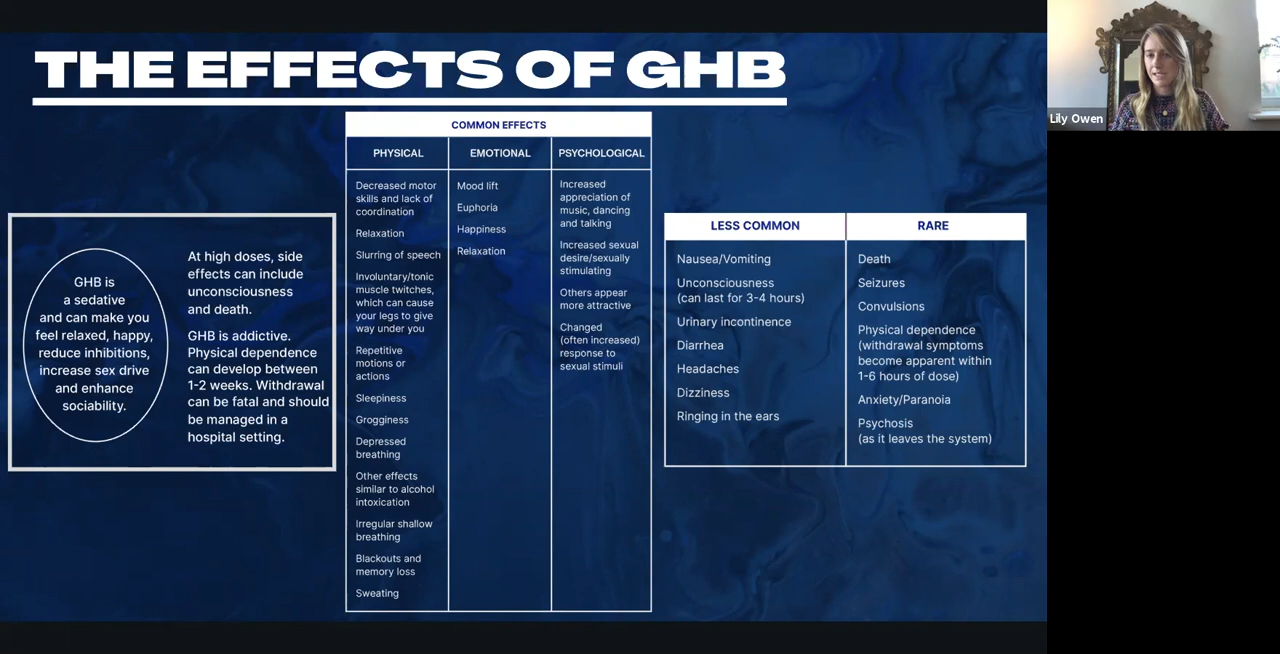 THE EFFECTS OF GHB
GHB is
a sedative
and can make you
feel relaxed, happy,
reduce inhibitions,
increase sex drive
and enhance
sociability.
At high doses, side
effects can include
unconsciousness
and death.
GHB is addictive.
Physical dependence
can develop between
1-2 weeks. Withdrawal
can be fatal and should
be managed in a
hospital setting.
COMMON EFFECTS
PHYSICAL
Decreased motor
skills and lack of
coordination
Relaxation
Slurring of speech
Involuntary/tonic
muscle twitches,
which can cause
your legs to give
way under you
Repetitive
motions or
actions
Sleepiness
Grogginess
Depressed
breathing
Other effects
similar to alcohol
intoxication
Irregular shallow
breathing
Blackouts and
memory loss
Sweating
EMOTIONAL
Mood lift
Euphoria
Happiness
Relaxation
PSYCHOLOGICAL
Increased
appreciation of
music, dancing
and talking
Increased sexual
desire/sexually
stimulating
Others appear
more attractive
Changed
(often increased)
response to
sexual stimuli
LESS COMMON
Nausea/Vomiting
Unconsciousness
(can last for 3-4 hours)
Urinary incontinence
Diarrhea
Headaches
Dizziness
Ringing in the ears
RARE
Death
Seizures
Convulsions
Physical dependence
(withdrawal symptoms
become apparent within
1-6 hours of dose)
Anxiety/Paranoia
Psychosis
(as it leaves the system)
Lily Owen